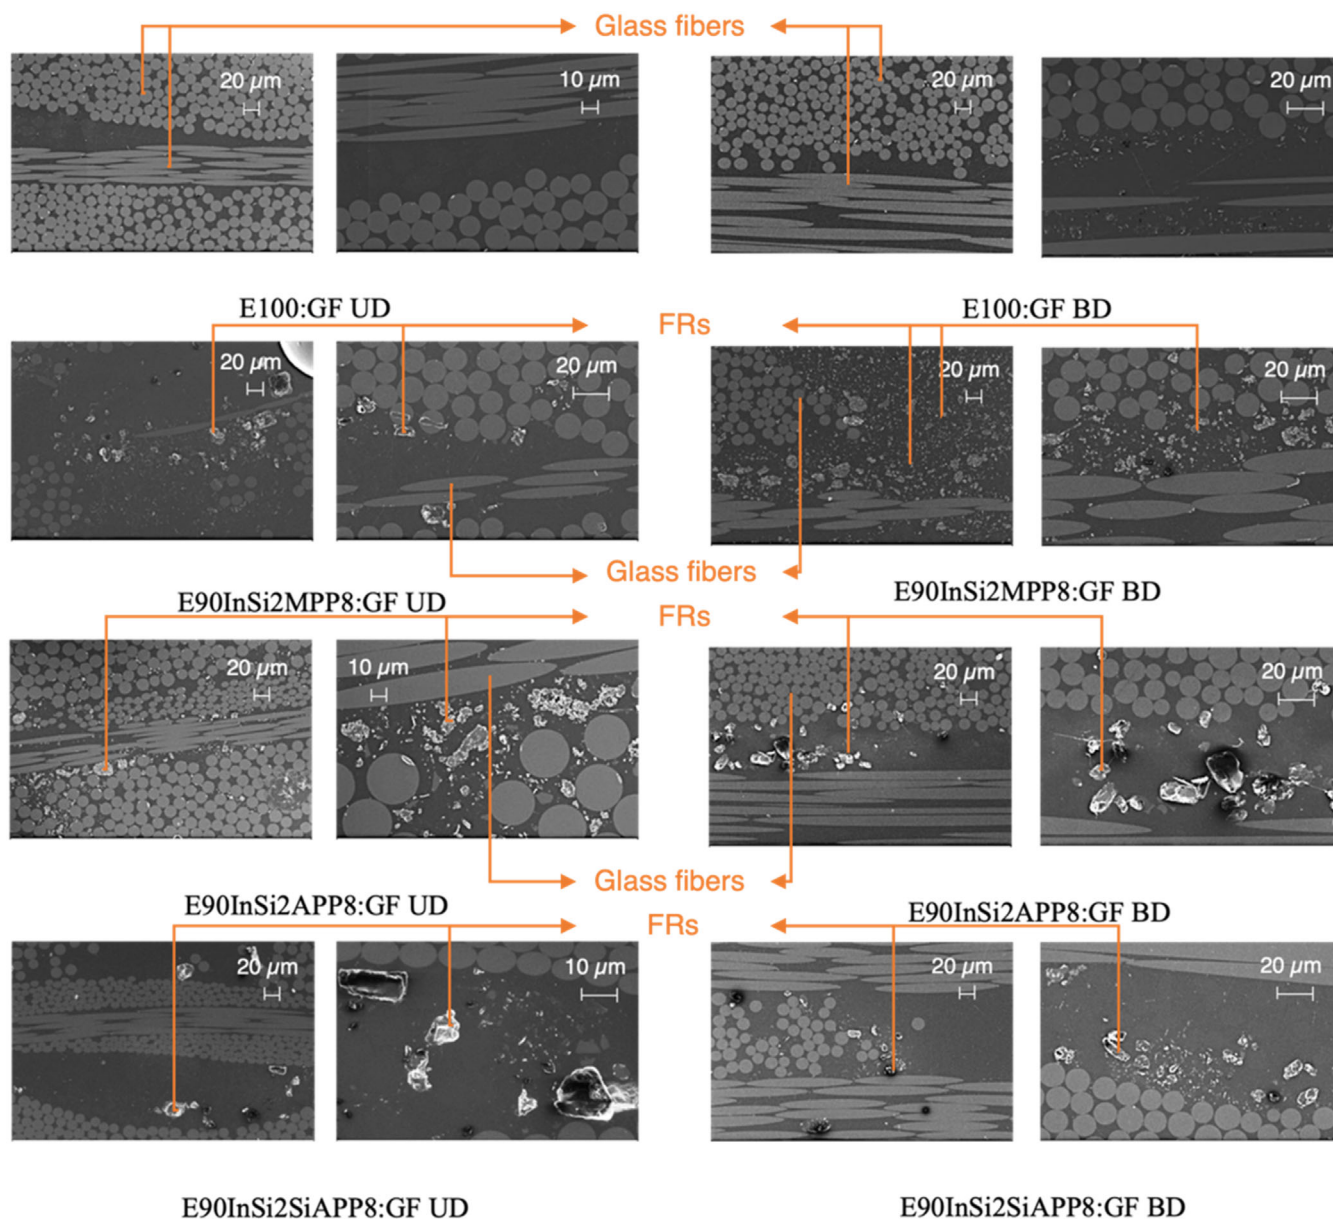 Glass fibers
20 µm
10 µm
20 µm
20 µm
E100:GF UD
FRs
E100:GF BD
20 µm
20 µm
20 µm
20 µm
Glass fibers
E90InSi2MPP8:GF UD
E90InSi2MPP8:GF BD
FRs
20 µm
10 µm
20 µm
20 µm
Glass fibers
E90InSi2APP8:GF UD
E90InSi2APP8:GF BD
FRs
20 µm
10 µm
20 µm
20 µm
E90InSi2SiAPP8:GF UD
E90InSi2SiAPP8:GF BD